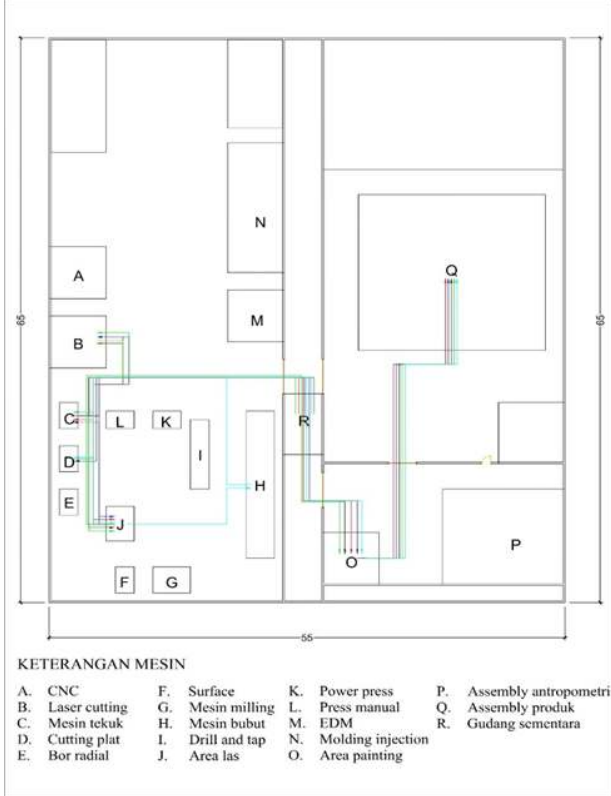 65
65
N
A
Q
M
B
C
L
K
R
D
I
H
E
J
P
O
F
G
55
KETERANGAN MESIN
A. CNC
B. Laser cutting
C. Mesin tekuk
D. Cutting plat
E. Bor radial
F. Surface
G. Mesin milling
H. Mesin bubut
I. Drill and tap
J. Area las
K. Power press
L. Press manual
M. EDM
N. Molding injection
O. Area painting
P. Assembly antropometri
Q. Assembly produk
R. Gudang sementara